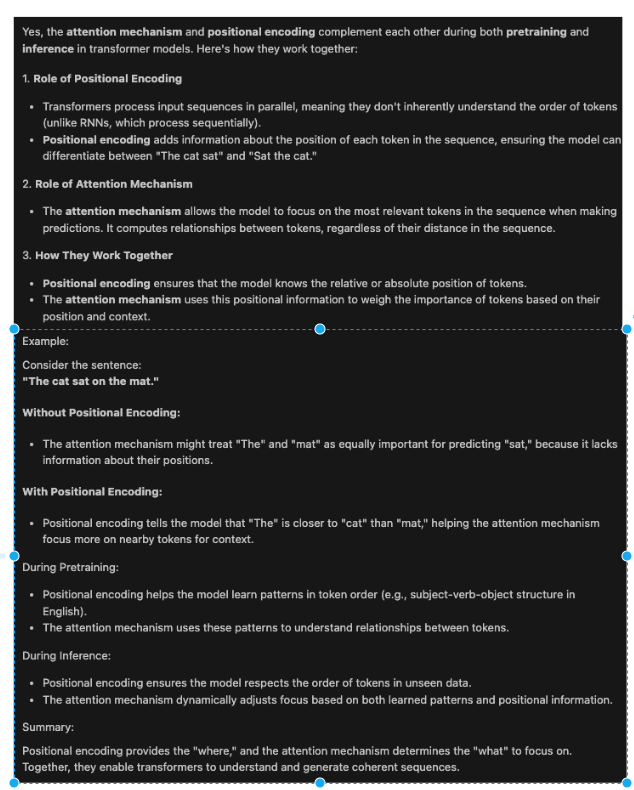 Yes, the attention mechanism and positional encoding complement each other during both pretraining and
inference in transformer models. Here's how they work together:
1. Role of Positional Encoding
• Transformers process input sequences in parallel, meaning they don't inherently understand the order of tokens
(unlike RNNs, which process sequentially).
• Positional encoding adds information about the position of each token in the sequence, ensuring the model can
differentiate between "The cat sat" and "Sat the cat."
2. Role of Attention Mechanism
• The attention mechanism allows the model to focus on the most relevant tokens in the sequence when making
predictions. It computes relationships between tokens, regardless of their distance in the sequence.
3. How They Work Together
• Positional encoding ensures that the model knows the relative or absolute position of tokens.
• The attention mechanism uses this positional information to weigh the importance of tokens based on their
position and context.
Example:
Consider the sentence:
"The cat sat on the mat."
Without Positional Encoding:
• The attention mechanism might treat "The" and "mat" as equally important for predicting "sat," because it lacks
information about their positions.
With Positional Encoding:
• Positional encoding tells the model that "The" is closer to "cat" than "mat," helping the attention mechanism
focus more on nearby tokens for context.
During Pretraining:
• Positional encoding helps the model learn patterns in token order (e.g., subject-verb-object structure in
English).
• The attention mechanism uses these patterns to understand relationships between tokens.
During Inference:
• Positional encoding ensures the model respects the order of tokens in unseen data.
• The attention mechanism dynamically adjusts focus based on both learned patterns and positional information.
Summary:
Positional encoding provides the "where," and the attention mechanism determines the "what" to focus on.
Together, they enable transformers to understand and generate coherent sequences.